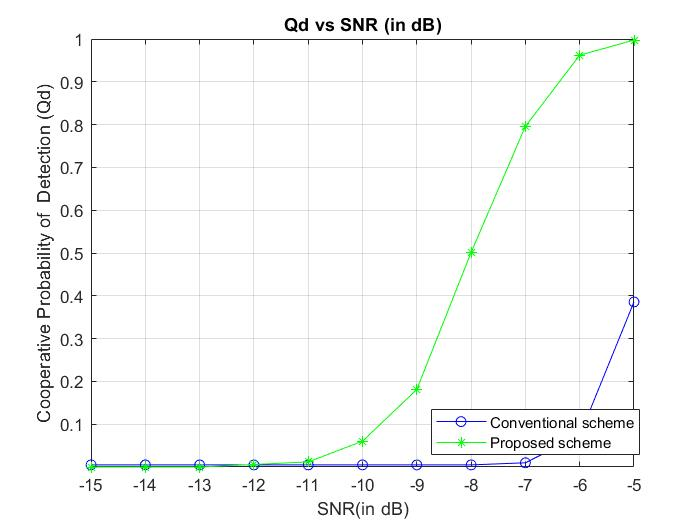 Qd vs SNR (in dB)
Cooperative Probability of Detection (Qd)
1
0.9
0.8
0.7
0.6
0.5
0.4
0.3
0.2
0.1
Conventional scheme
Proposed scheme
-15 -14 -13 -12 -11 -10 -9 -8 -7 -6 -5
SNR(in dB)